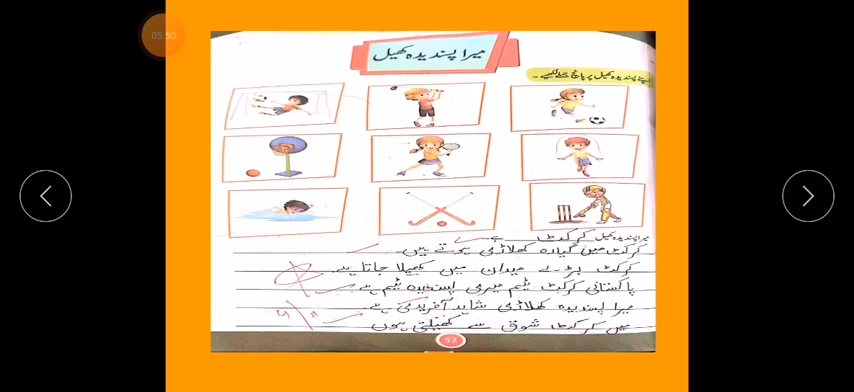 05:50
میرا پسندیدہ کھیل
اپنے پسندیدہ کھیل پر پانچ جملے لکھیے۔
میرا پسندیدہ کھیل کرکٹ ہے۔
کرکٹ میں گیارہ کھلاڑی ہوتے ہیں۔
کرکٹ بڑے میدان میں کھیلا جاتا ہے۔
پاکستانی کرکٹ ٹیم میری پسندیدہ ٹیم ہے۔
میرا پسندیدہ کھلاڑی شاہد آفریدی ہے۔
میں کرکٹ شوق سے کھیلتی ہوں
52